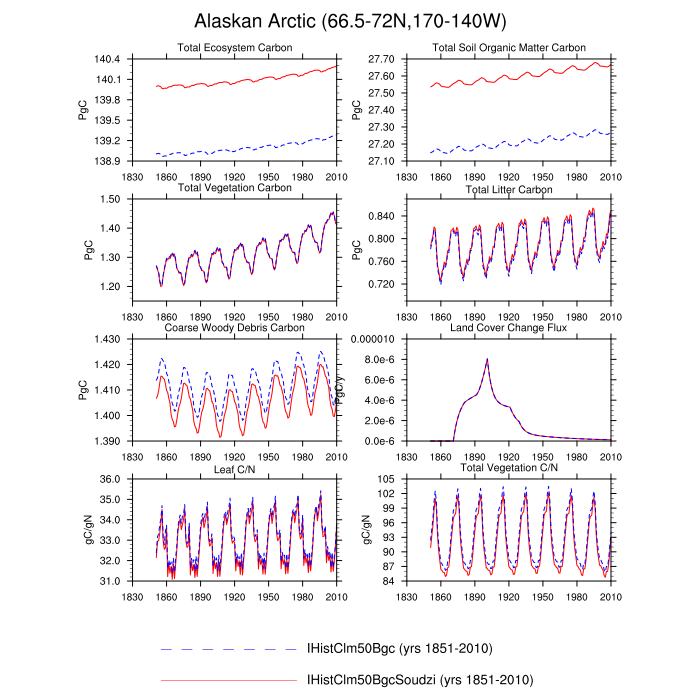 Alaskan Arctic (66.5-72N,170-140W)
Total Ecosystem Carbon
Total Soil Organic Matter Carbon
PgC
140.4
140.1
139.8
139.5
139.2
138.9
1830 1860 1890 1920 1950 1980 2010
PgC
27.70
27.60
27.50
27.40
27.30
27.20
27.10
1830 1860 1890 1920 1950 1980 2010
Total Vegetation Carbon
Total Litter Carbon
PgC
1.50
1.40
1.30
1.20
1830 1860 1890 1920 1950 1980 2010
PgC
0.840
0.800
0.760
0.720
1830 1860 1890 1920 1950 1980 2010
Coarse Woody Debris Carbon
Land Cover Change Flux
PgC
1.430
1.420
1.410
1.400
1.390
1830 1860 1890 1920 1950 1980 2010
PgC/y
0.000010
8.0e-6
6.0e-6
4.0e-6
2.0e-6
0.0e-6
1830 1860 1890 1920 1950 1980 2010
Leaf C/N
Total Vegetation C/N
gC/gN
36.0
35.0
34.0
33.0
32.0
31.0
1830 1860 1890 1920 1950 1980 2010
gC/gN
105
102
99
96
93
90
87
84
1830 1860 1890 1920 1950 1980 2010
IHistClm50Bgc (yrs 1851-2010)
IHistClm50BgcSoudzi (yrs 1851-2010)